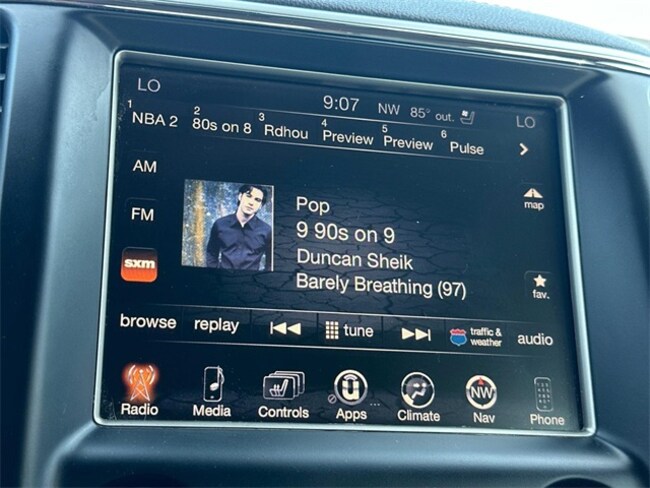 LO
9:07 NW 85° out.
LO
1 NBA 2
2 80s on 8
3 Rdhou
4 Preview
5 Preview
6 Pulse
AM
FM
sxm
Pop
9 90s on 9
Duncan Sheik
Barely Breathing (97)
map
fav.
browse
replay
tune
traffic & weather
audio
Radio
Media
Controls
Apps
Climate
NW
Nav
Phone